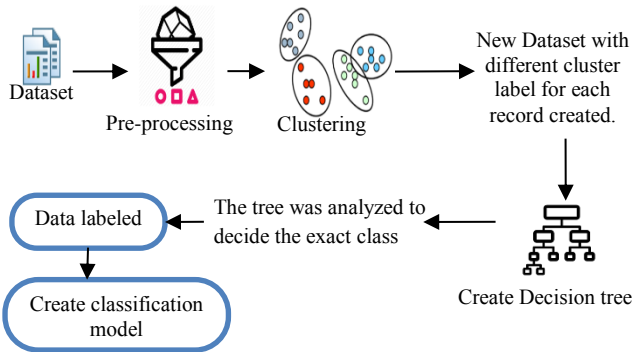 Dataset
Pre-processing
Clustering
New Dataset with
different cluster
label for each
record created.
Create Decision tree
The tree was analyzed to
decide the exact class
Data labeled
Create classification
model